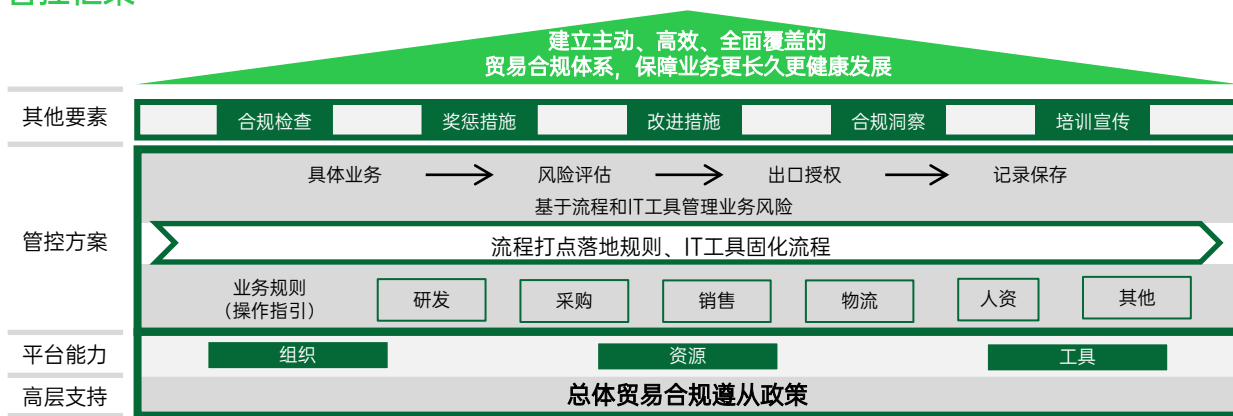 管控框架
建立主动、高效、全面覆盖的
贸易合规体系，保障业务更长久更健康发展
其他要素
合规检查 奖惩措施 改进措施 合规洞察 培训宣传
具体业务 风险评估 出口授权 记录保存
基于流程和IT工具管理业务风险
管控方案
流程打点落地规则、IT工具固化流程
业务规则
（操作指引）
研发 采购 销售 物流 人资 其他
平台能力
组织 资源 工具
高层支持
总体贸易合规遵从政策